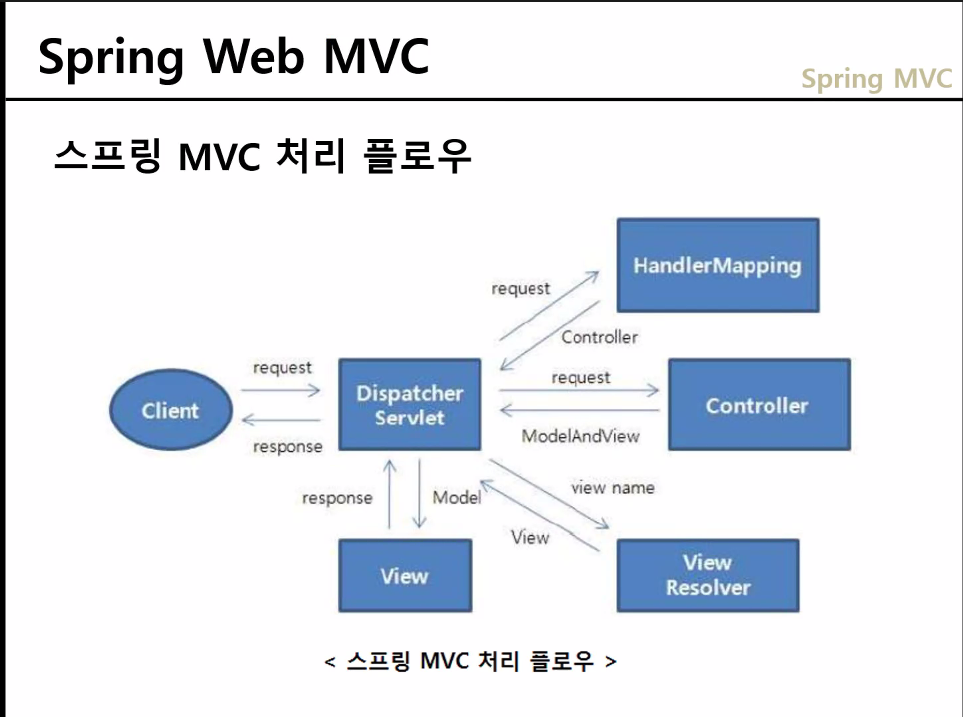 Spring Web MVC
Spring MVC
스프링 MVC 처리 플로우
HandlerMapping
request
Controller
request
request
Dispatcher
Servlet
Client
Controller
response
ModelAndView
response
Model
view name
View
View
View
Resolver
< 스프링 MVC 처리 플로우 >